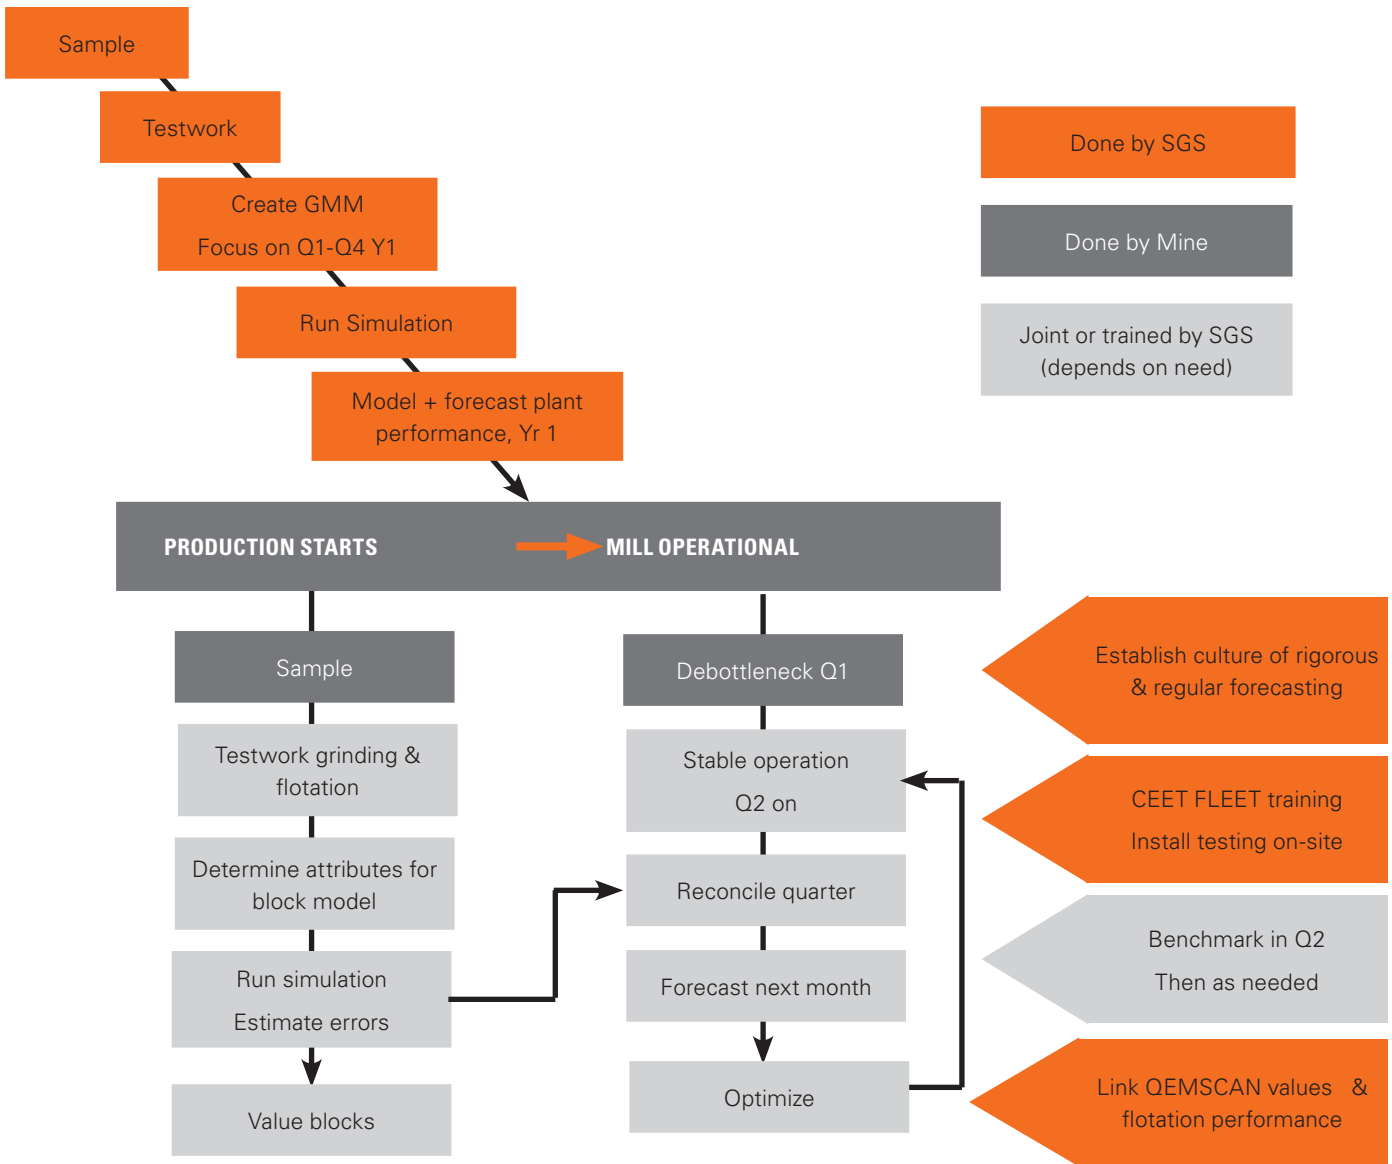 Sample
Testwork
Create GMM
Focus on Q1-Q4 Y1
Run Simulation
Model + forecast plant
performance, Yr 1
Done by SGS
Done by Mine
Joint or trained by SGS
(depends on need)
PRODUCTION STARTS
MILL OPERATIONAL
Sample
Testwork grinding &
flotation
Determine attributes for
block model
Run simulation
Estimate errors
Value blocks
Debottleneck Q1
Stable operation
Q2 on
Reconcile quarter
Forecast next month
Optimize
Establish culture of rigorous
& regular forecasting
CEET FLEET training
Install testing on-site
Benchmark in Q2
Then as needed
Link QEMSCAN values &
flotation performance